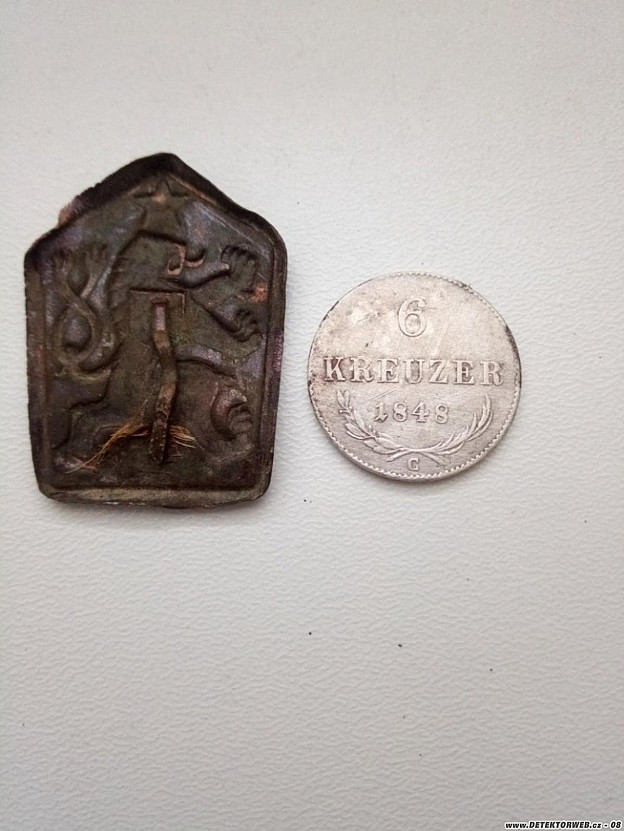 6
KREUZER
1848
C
www.DETEKTORWEB.cz - 08